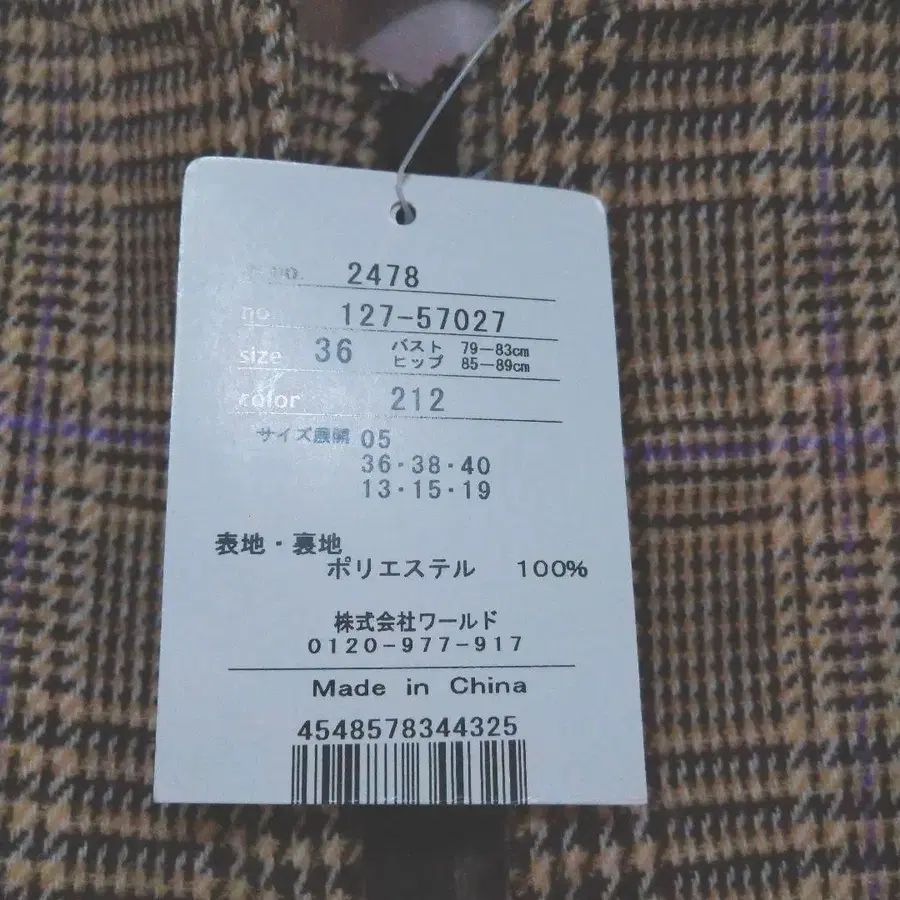 no. 2478
no 127-57027
size 36 バスト 79-83cm
ヒップ 85-89cm
color 212
サイズ展開 05
36・38・40
13・15・19
表地・裏地
ポリエステル 100%
株式会社ワールド
0120-977-917
Made in China
4548578344325